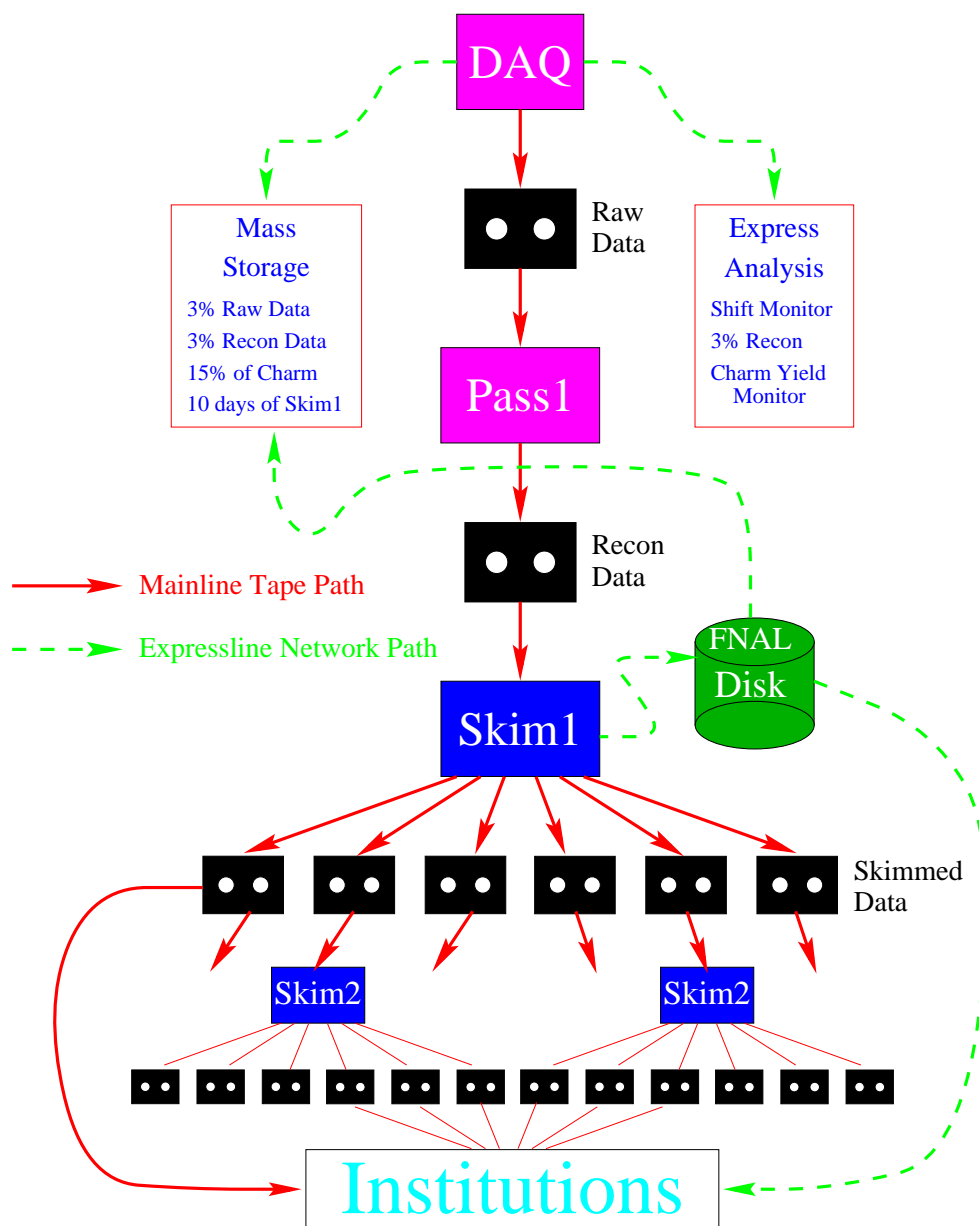 DAQ
Raw
Data
Mass
Storage
3% Raw Data
3% Recon Data
15% of Charm
10 days of Skim1
Express
Analysis
Shift Monitor
3% Recon
Charm Yield
Monitor
Pass1
Recon
Data
Mainline Tape Path
Expressline Network Path
FNAL
Disk
Skim1
Skimmed
Data
Skim2
Skim2
Institutions